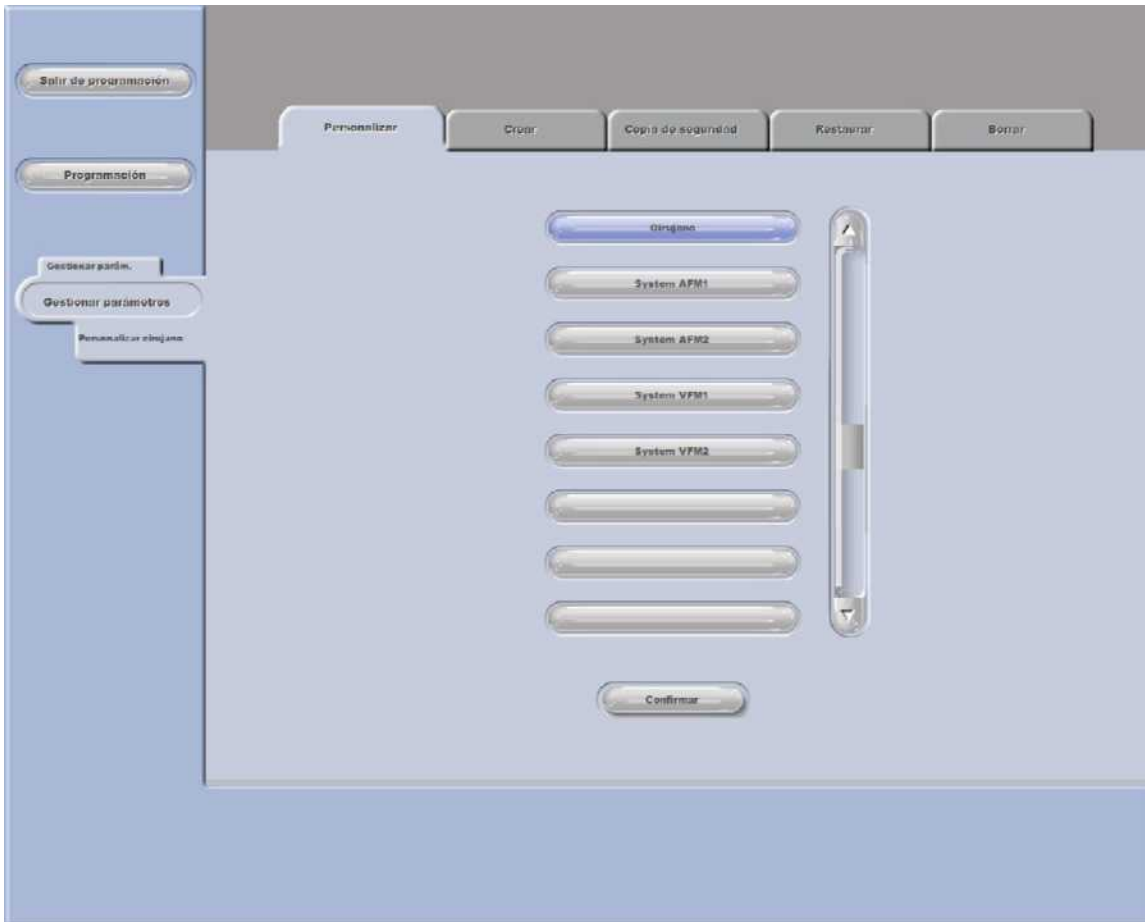 Salir de programación
Programación
Gestionar parám.
Gestionar parámetros
Personalizar cirujano
Personalizar
Crear
Copia de seguridad
Restaurar
Borrar
Cirujano
System AFM1
System AFM2
System VFM1
System VFM2
Confirmar